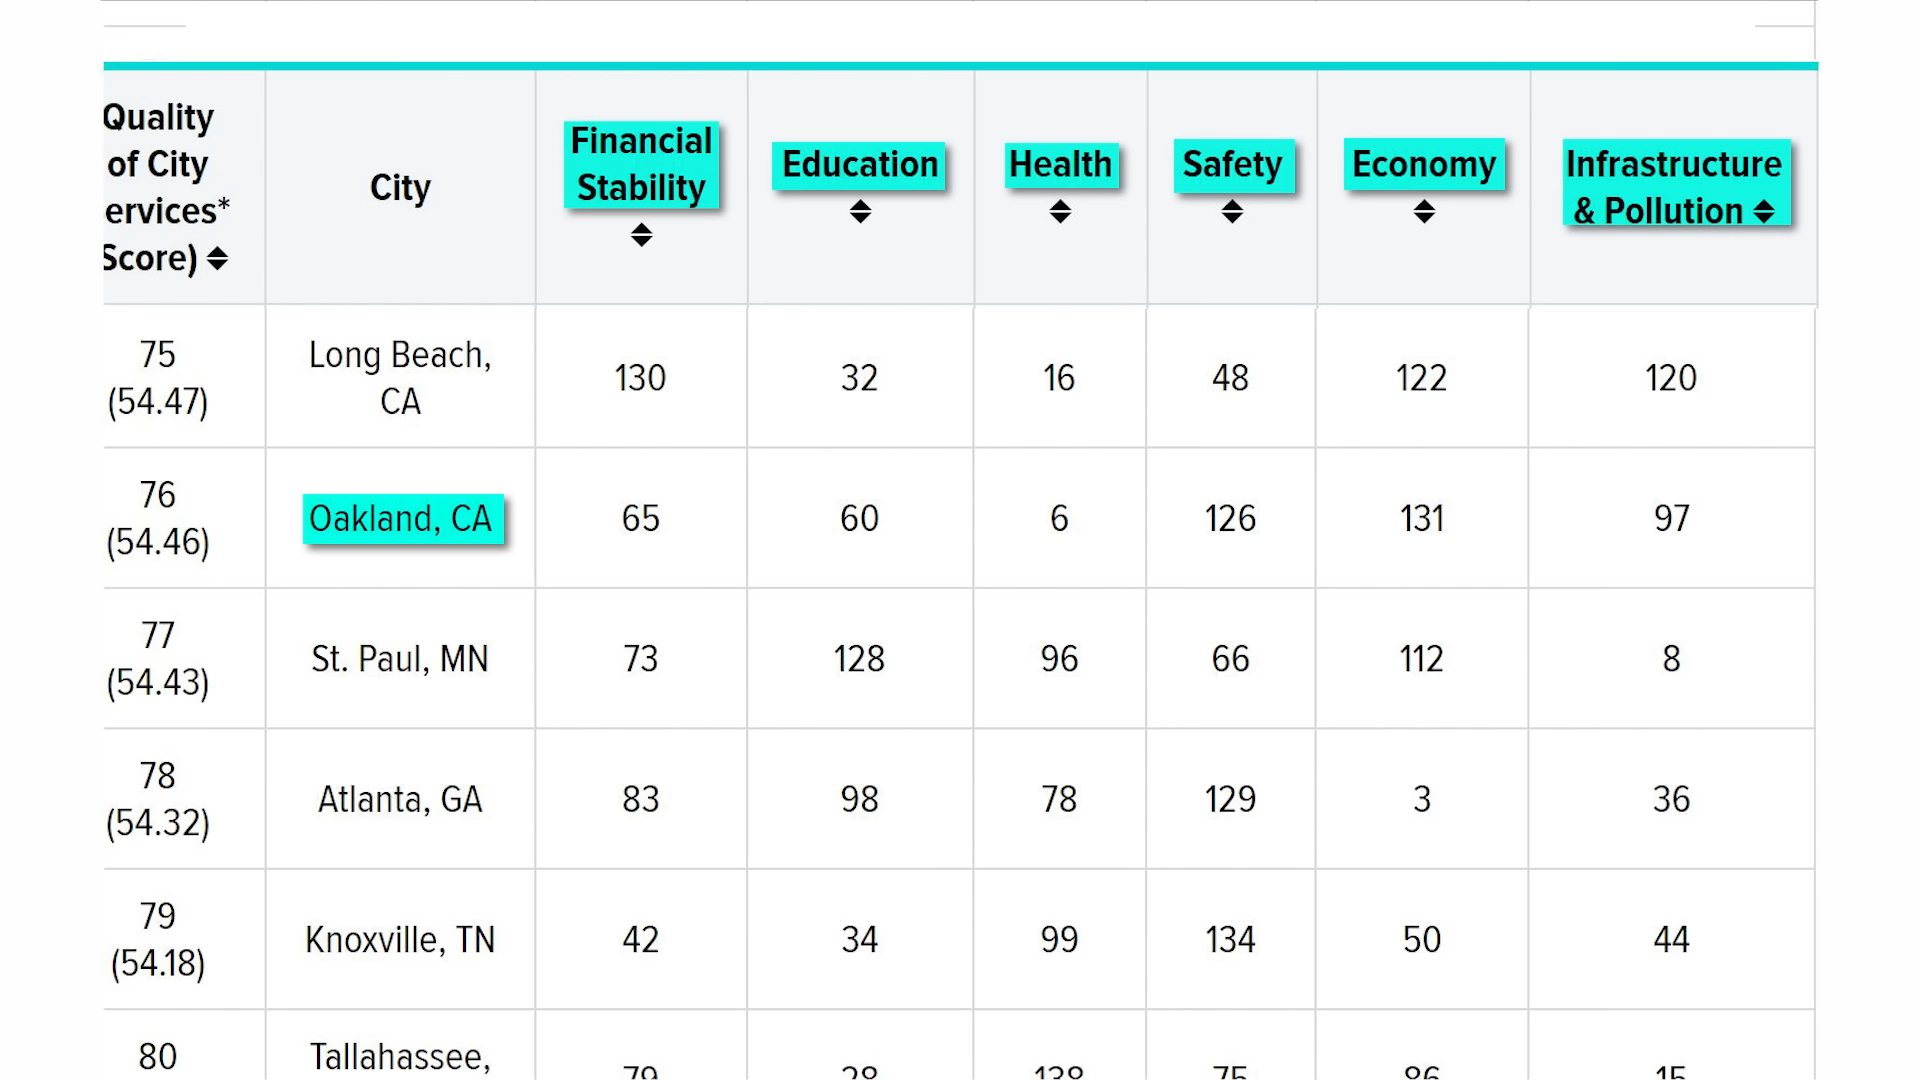 Quality
of City
ervices*
Score)
City
Financial
Stability
Education
Health
Safety
Economy
Infrastructure
& Pollution
75
(54.47)
Long Beach,
CA
130
32
16
48
122
120
76
(54.46)
Oakland, CA
65
60
6
126
131
97
77
(54.43)
St. Paul, MN
73
128
96
66
112
8
78
(54.32)
Atlanta, GA
83
98
78
129
3
36
79
(54.18)
Knoxville, TN
42
34
99
134
50
44
80
Tallahassee,
75
15